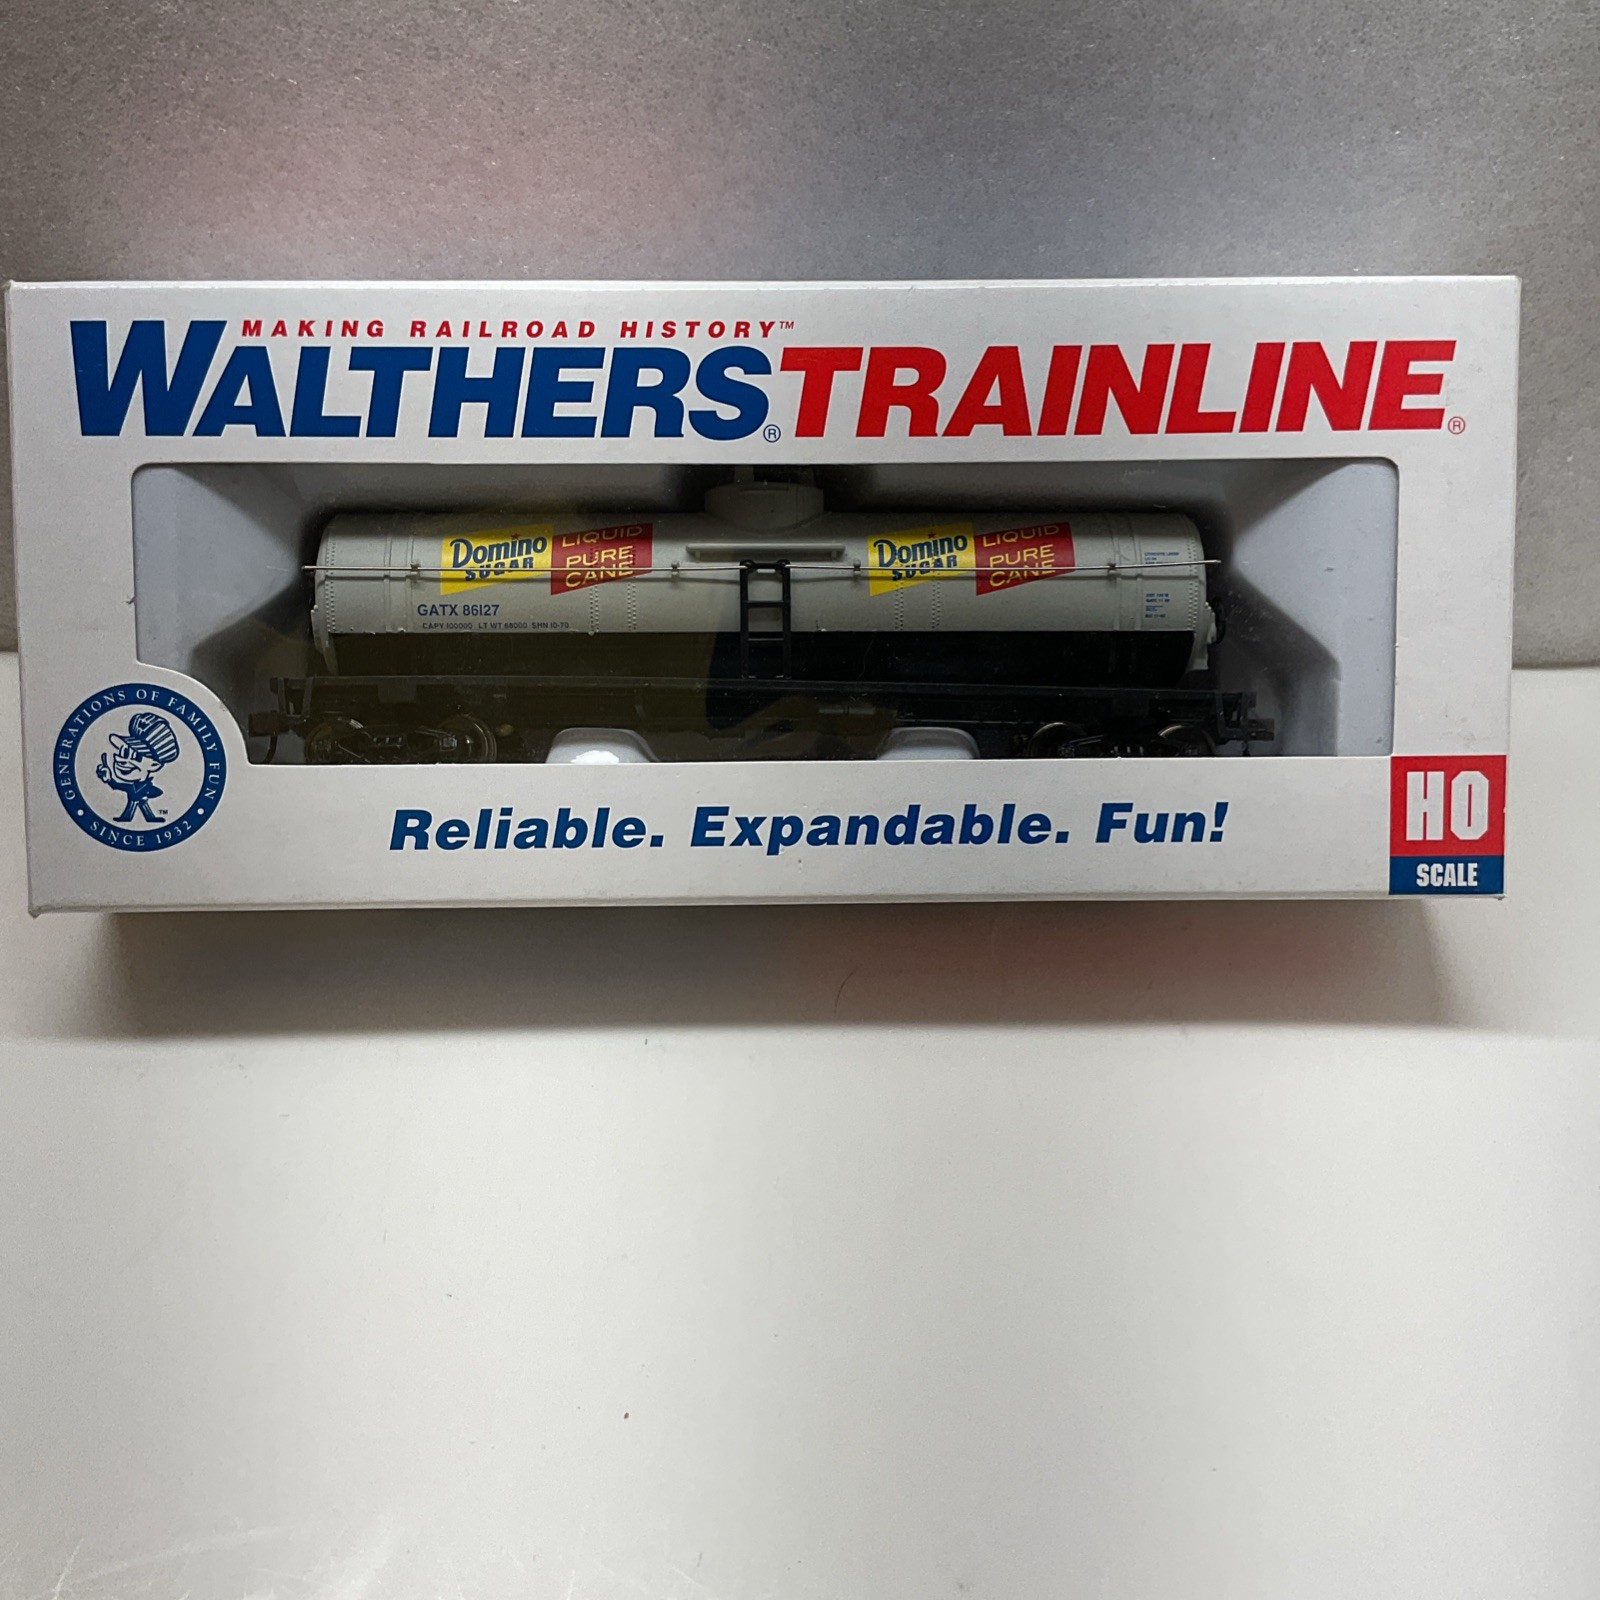 MAKING RAILROAD HISTORY™
WALTHERS®TRAINLINE®
Domino
SUGAR
LIQUID
PURE
CANE
Domino
SUGAR
LIQUID
PURE
CANE
GATX 86127
CAPY 100000 LT WT 68000 SHN 10-70
GENERATIONS OF FAMILY FUN
• SINCE 1932 •
TM
Reliable. Expandable. Fun!
HO
SCALE